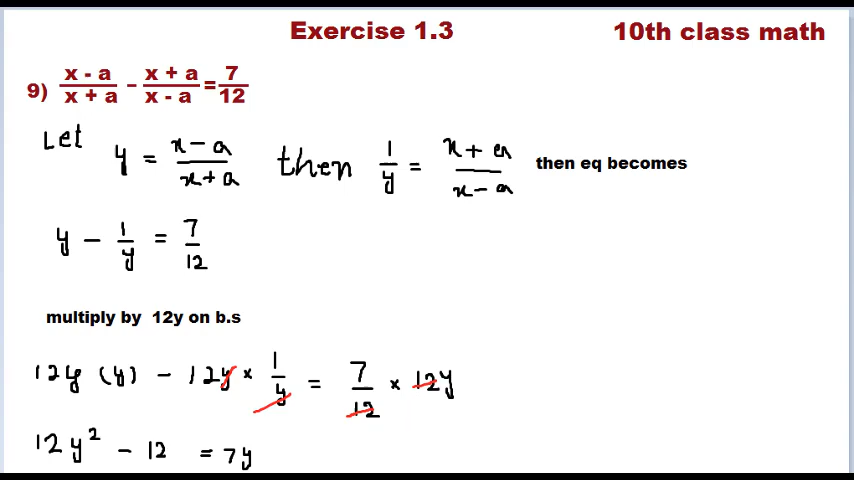 Exercise 1.3 10th class math
9) x - a / x + a - x + a / x - a = 7 / 12
Let y = x - a / x + a then 1 / y = x + a / x - a then eq becomes
y - 1 / y = 7 / 12
multiply by 12y on b.s
12y (y) - 12y × 1 / y = 7 / 12 × 12y
12y² - 12 = 7y